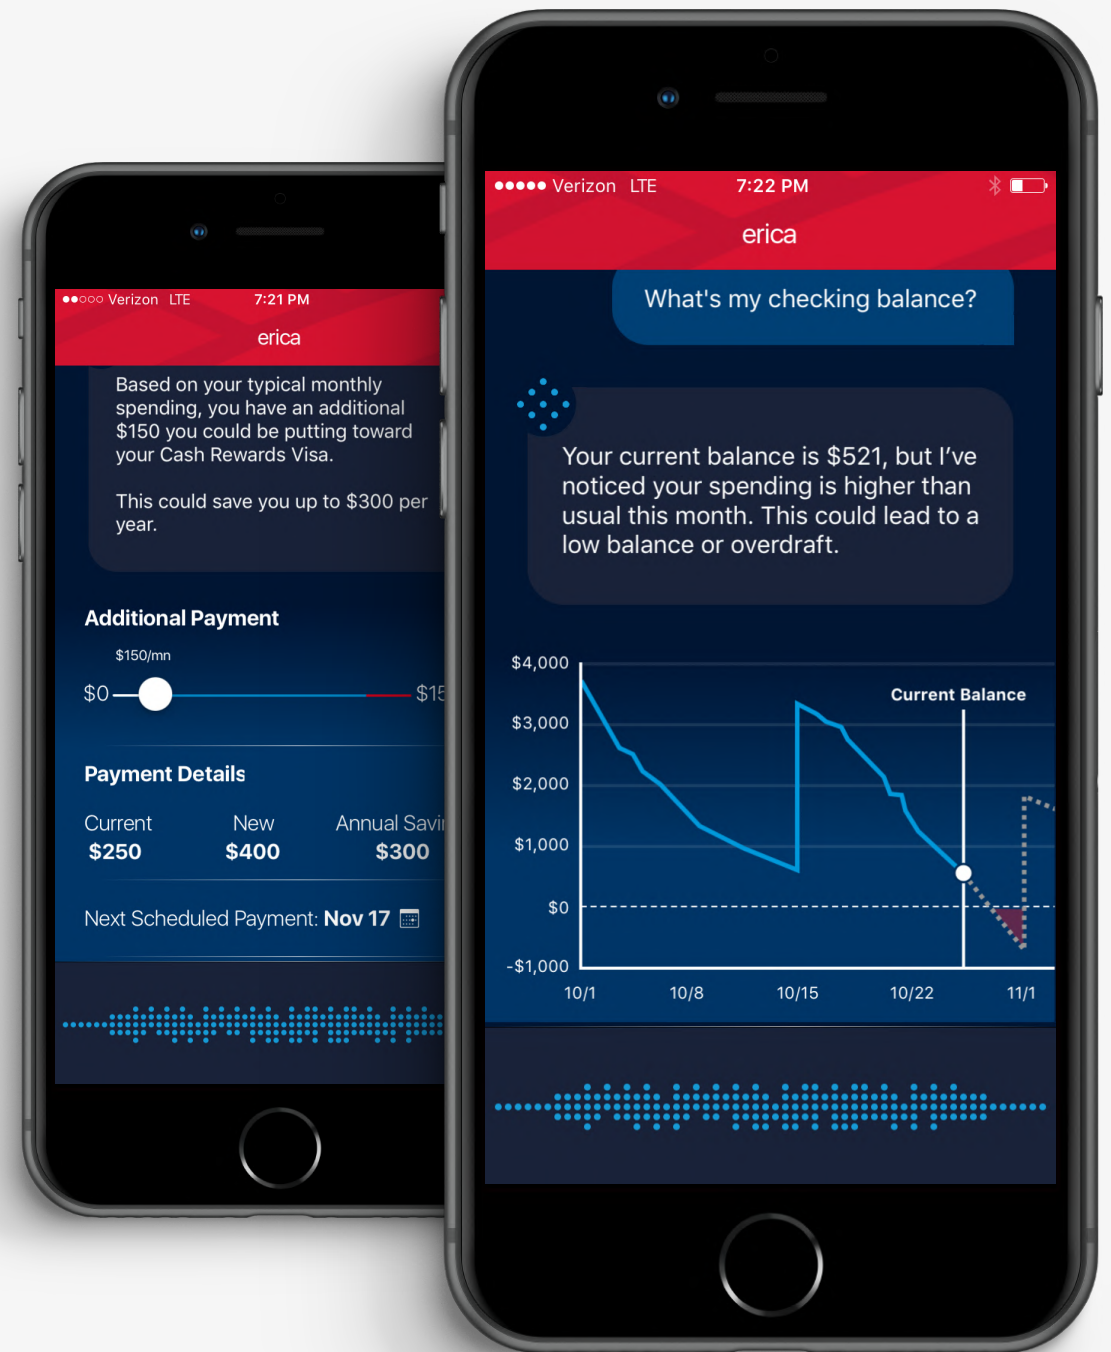 Verizon LTE 7:21 PM
erica
Based on your typical monthly
spending, you have an additional
$150 you could be putting toward
your Cash Rewards Visa.
This could save you up to $300 per
year.
Additional Payment
$150/mn
$0
Payment Details
Current New Annual
$250 $400 $300
Next Scheduled Payment: Nov 17
Verizon LTE 7:22 PM
erica
What's my checking balance?
Your current balance is $521, but I've
noticed your spending is higher than
usual this month. This could lead to a
low balance or overdraft.
$4,000
Current Balance
$3,000
$2,000
$1,000
$0
-$1,000
10/1 10/8 10/15 10/22 11/1